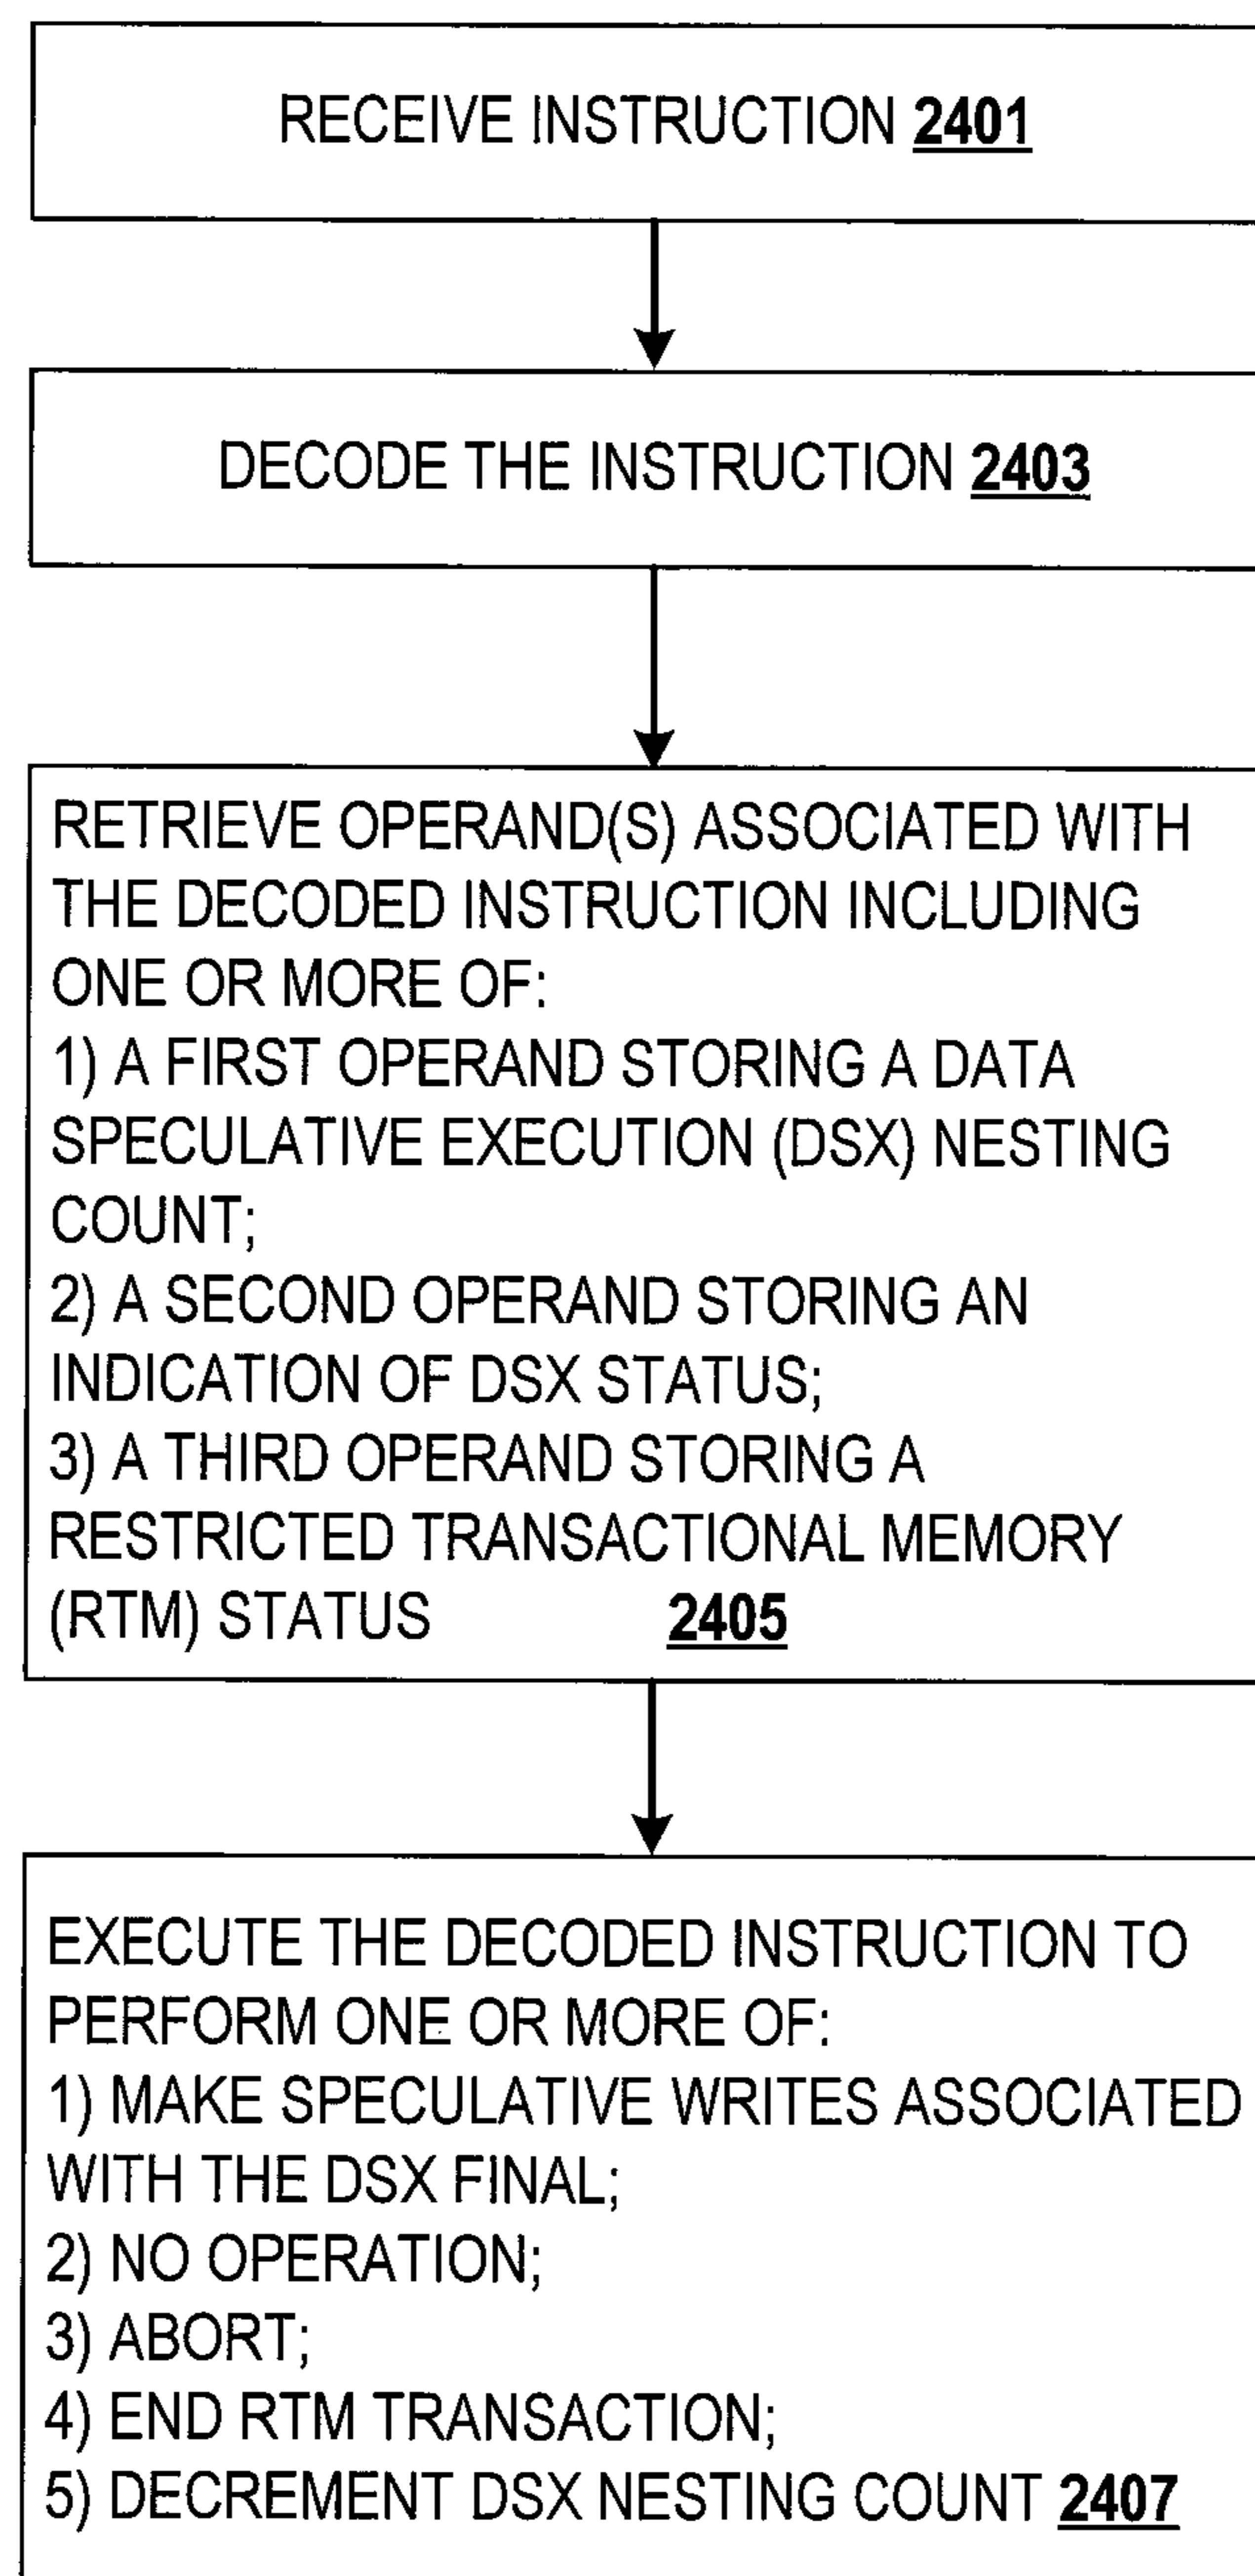 RECEIVE INSTRUCTION 2401
DECODE THE INSTRUCTION 2403
RETRIEVE OPERAND(S) ASSOCIATED WITH
THE DECODED INSTRUCTION INCLUDING
ONE OR MORE OF:
1) A FIRST OPERAND STORING A DATA
SPECULATIVE EXECUTION (DSX) NESTING
COUNT;
2) A SECOND OPERAND STORING AN
INDICATION OF DSX STATUS;
3) A THIRD OPERAND STORING A
RESTRICTED TRANSACTIONAL MEMORY
(RTM) STATUS 2405
EXECUTE THE DECODED INSTRUCTION TO
PERFORM ONE OR MORE OF:
1) MAKE SPECULATIVE WRITES ASSOCIATED
WITH THE DSX FINAL;
2) NO OPERATION;
3) ABORT;
4) END RTM TRANSACTION;
5) DECREMENT DSX NESTING COUNT 2407